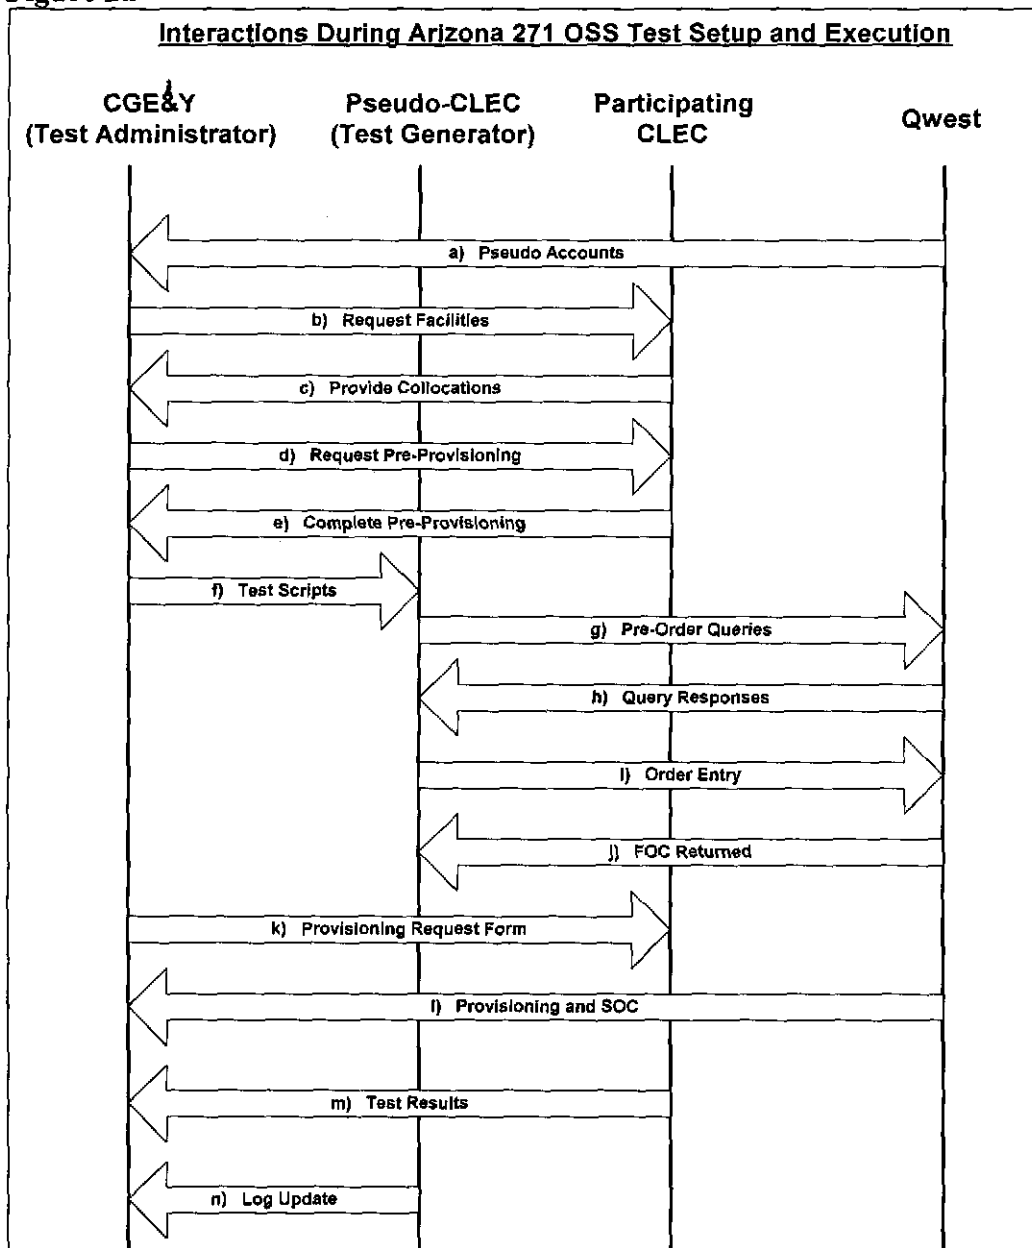 Interactions During Arizona 271 OSS Test Setup and Execution
CGE&Y
(Test Administrator)
Pseudo-CLEC
(Test Generator)
Participating
CLEC
Qwest
a) Pseudo Accounts
b) Request Facilities
c) Provide Collocations
d) Request Pre-Provisioning
e) Complete Pre-Provisioning
f) Test Scripts
g) Pre-Order Queries
h) Query Responses
i) Order Entry
j) FOC Returned
k) Provisioning Request Form
l) Provisioning and SOC
m) Test Results
n) Log Update